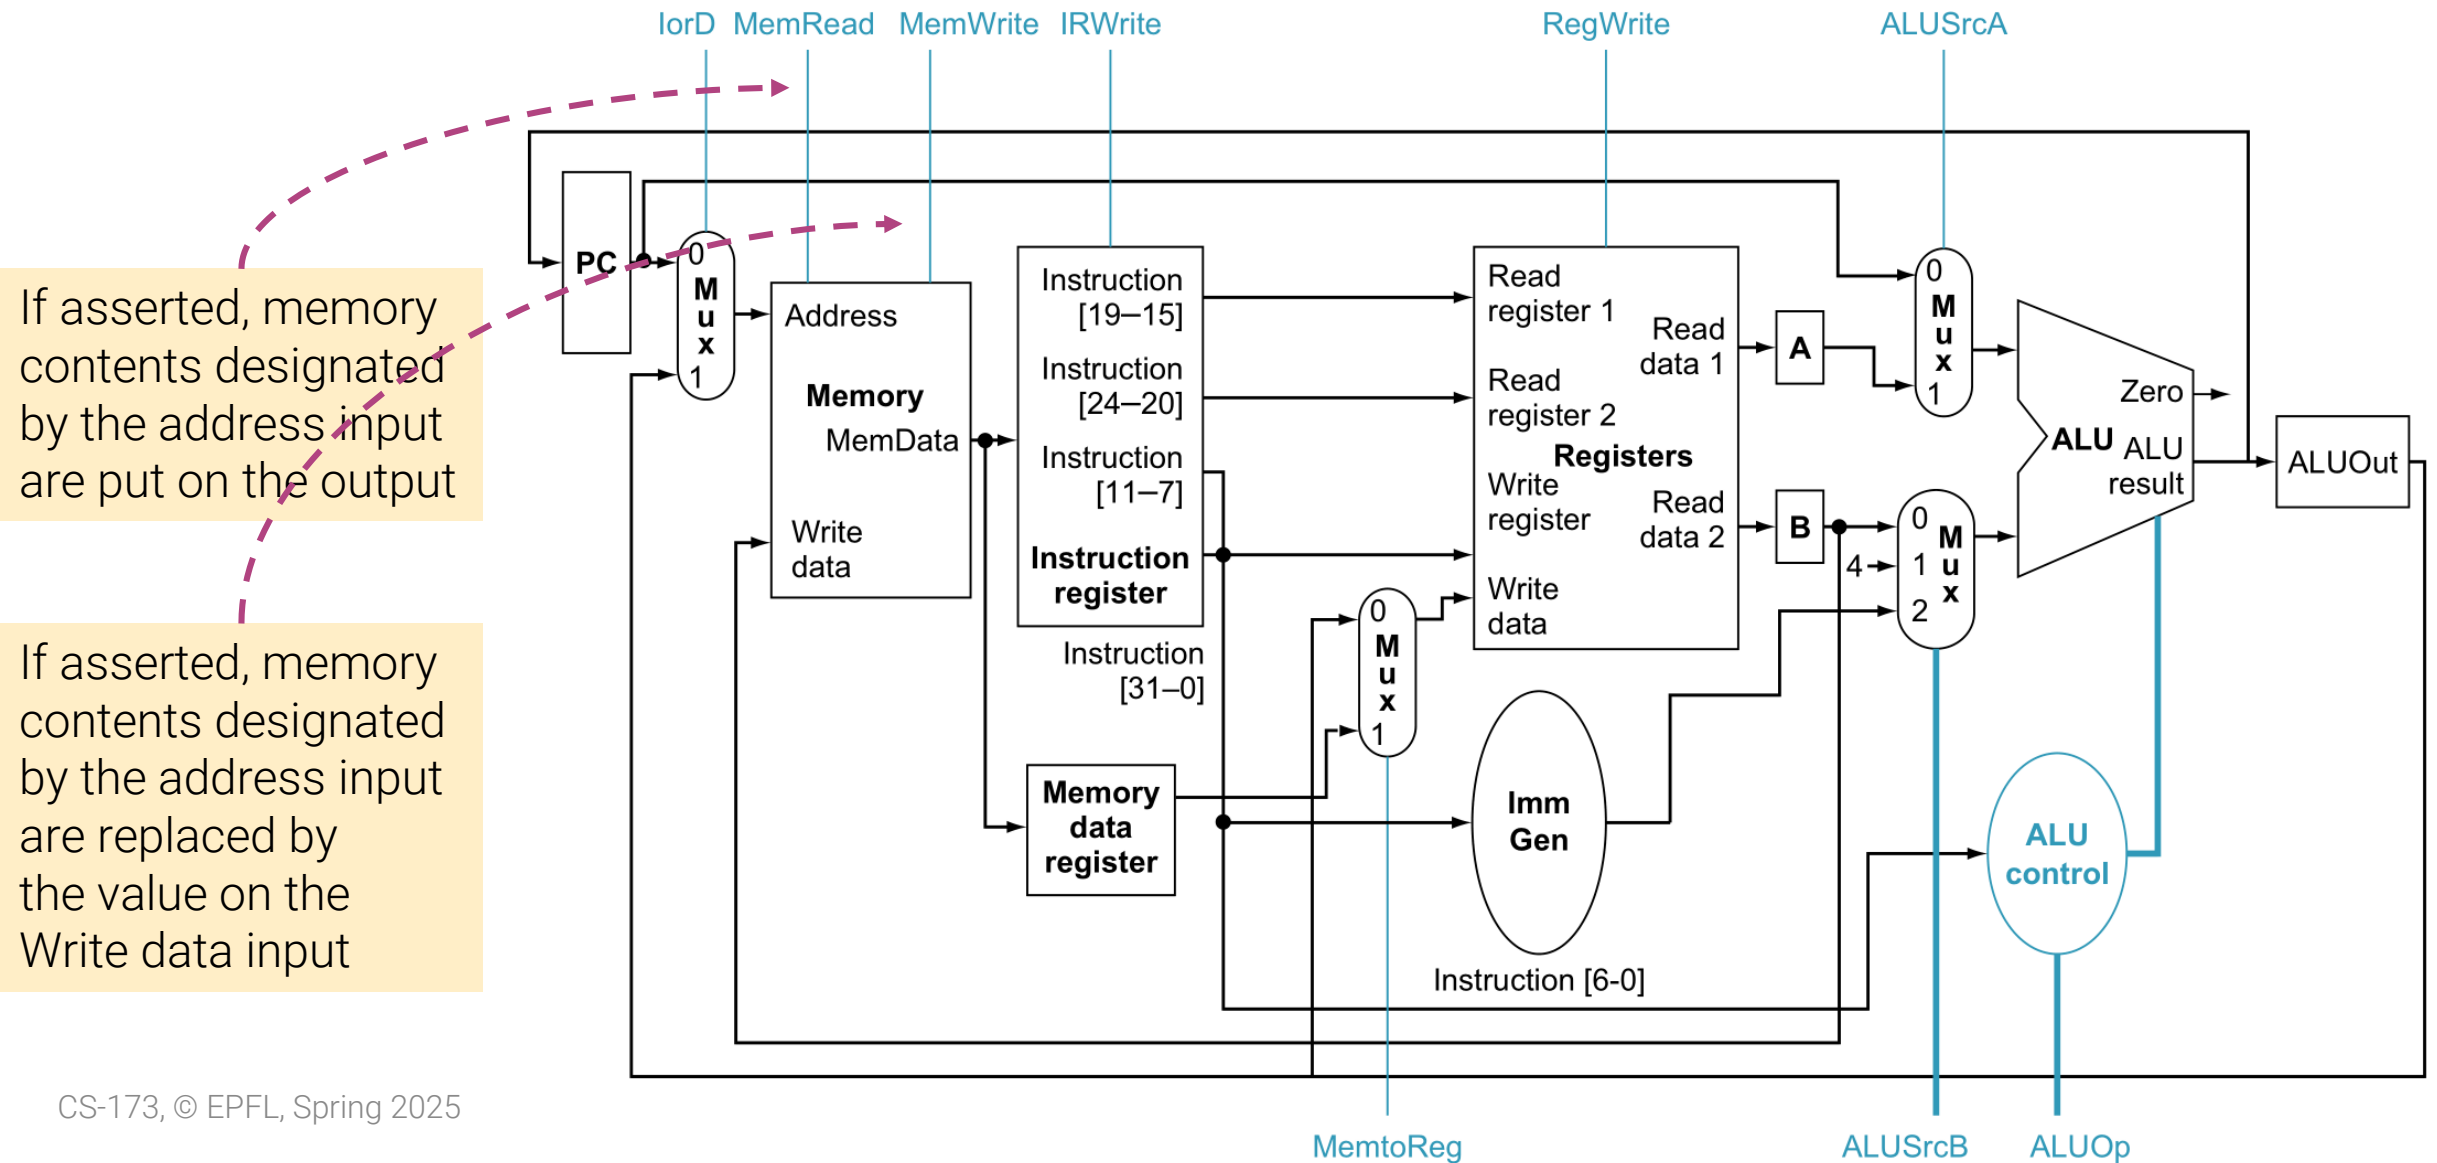 IorD MemRead MemWrite IRWrite RegWrite ALUSrcA
If asserted, memory
contents designated
by the address input
are put on the output
If asserted, memory
contents designated
by the address input
are replaced by
the value on the
Write data input
PC
0
M
u
x
1
Address
Memory
MemData
Write
data
Instruction
[19–15]
Instruction
[24–20]
Instruction
[11–7]
Instruction
register
Instruction
[31–0]
Memory
data
register
0
M
u
x
1
Read
register 1
Read
register 2
Registers
Write
register
Write
data
Read
data 1
Read
data 2
Imm
Gen
Instruction [6-0]
A
B
4
0
M
u
x
1
0
1
2
M
u
x
Zero
ALU
ALU
result
ALUOut
ALU
control
CS-173, © EPFL, Spring 2025
MemtoReg ALUSrcB ALUOp